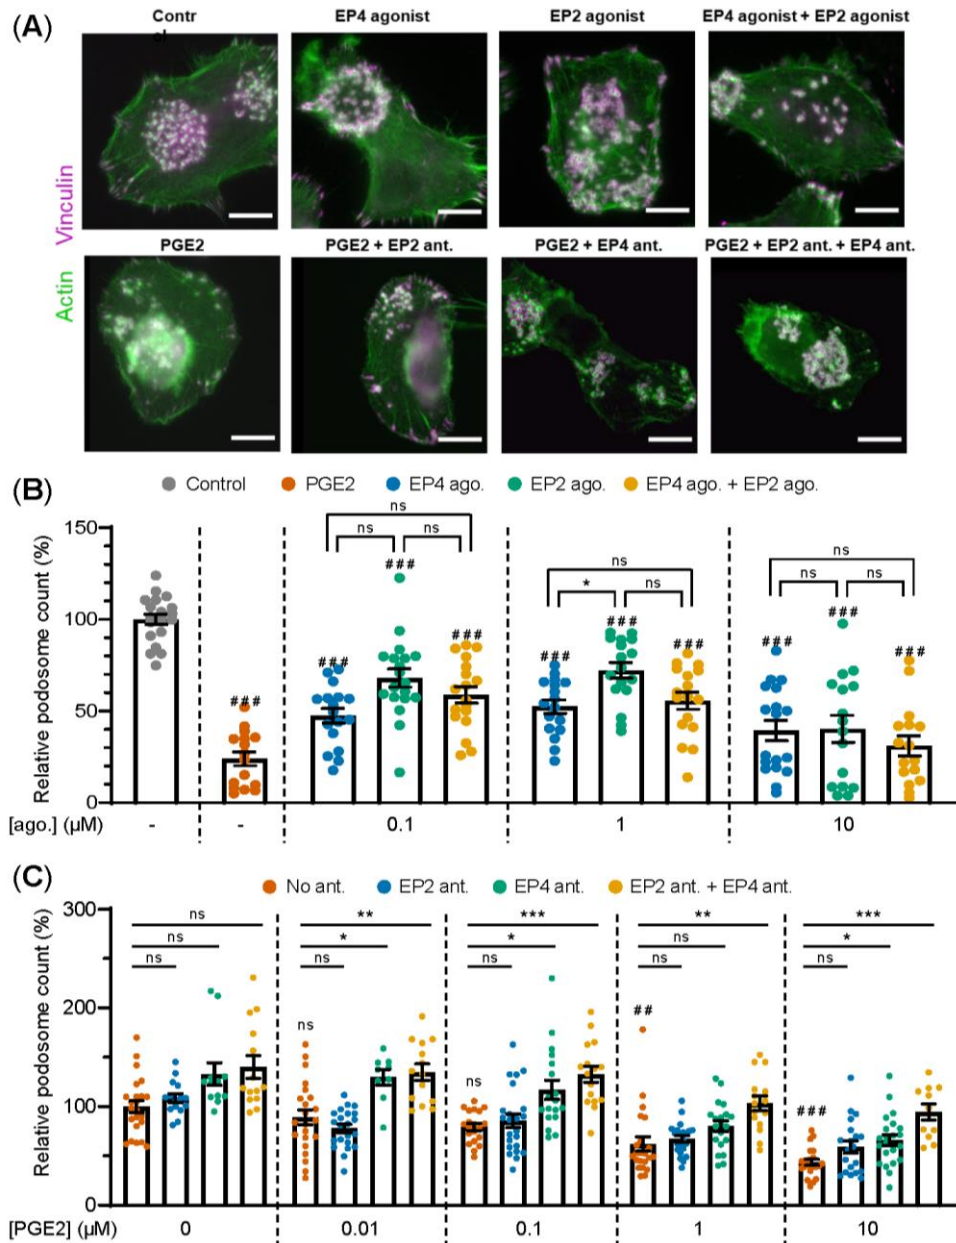 (A)
Contr
EP4 agonist
EP2 agonist
EP4 agonist + EP2 agonist
Vinculin
Actin
PGE2
PGE2 + EP2 ant.
PGE2 + EP4 ant.
PGE2 + EP2 ant. + EP4 ant.
(B)
Control
PGE2
EP4 ago.
EP2 ago.
EP4 ago. + EP2 ago.
Relative podosome count (%)
150
100
50
0
ns
ns
ns
###
###
###
###
ns
*
ns
###
###
###
ns
ns
ns
###
###
###
[ago.] (µM)
-
-
0.1
1
10
(C)
No ant.
EP2 ant.
EP4 ant.
EP2 ant. + EP4 ant.
Relative podosome count (%)
300
200
100
0
ns
ns
ns
**
*
ns
ns
***
*
ns
ns
**
ns
ns
##
***
*
ns
###
[PGE2] (µM)
0
0.01
0.1
1
10